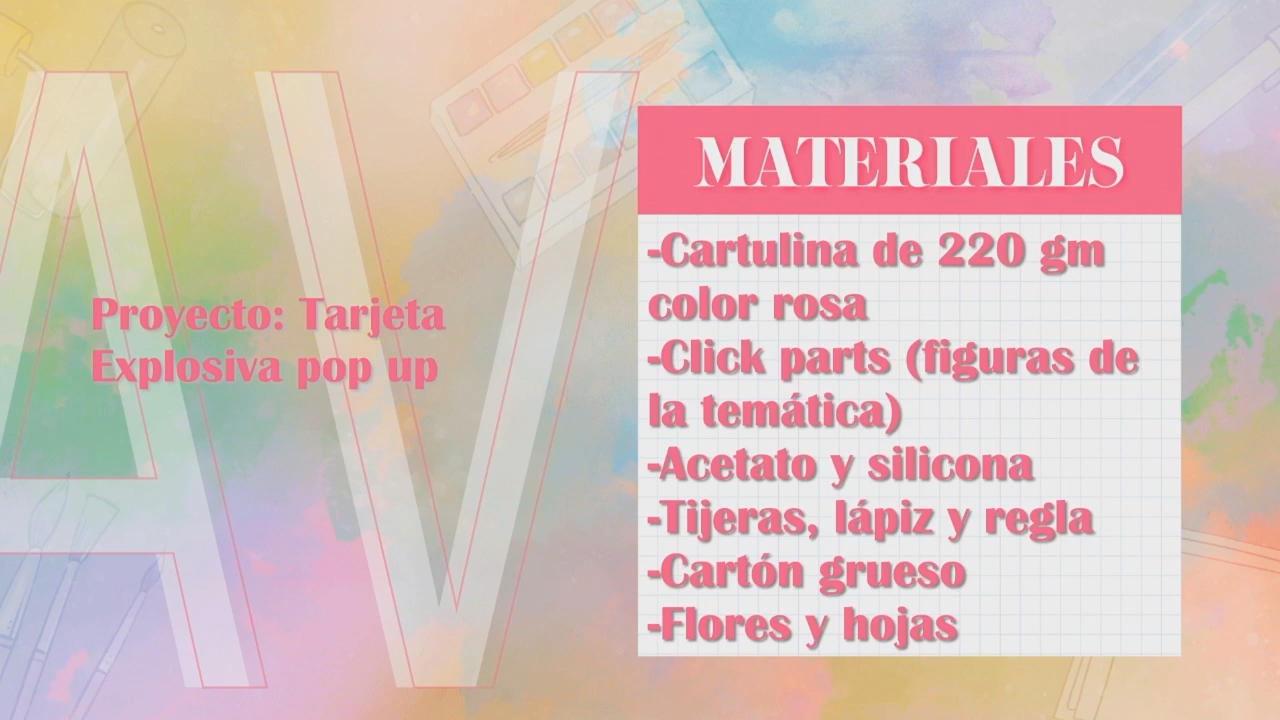 AV
Proyecto: Tarjeta
Explosiva pop up
MATERIALES
-Cartulina de 220 gm
color rosa
-Click parts (figuras de
la temática)
-Acetato y silicona
-Tijeras, lápiz y regla
-Cartón grueso
-Flores y hojas